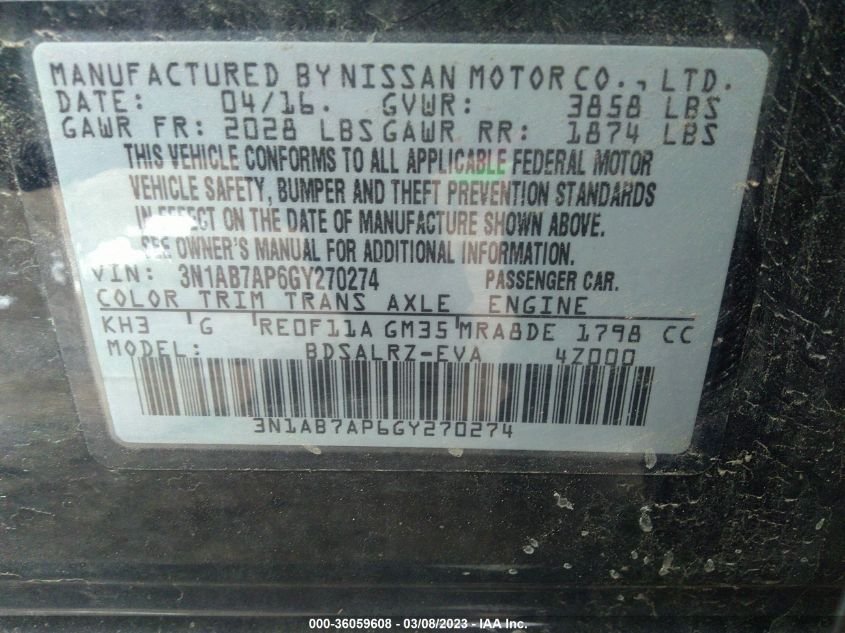 MANUFACTURED BY NISSAN MOTOR CO., LTD.
DATE: 04/16. GVWR: 3858 LBS
GAWR FR: 2028 LBS GAWR RR: 1874 LBS
THIS VEHICLE CONFORMS TO ALL APPLICABLE FEDERAL MOTOR
VEHICLE SAFETY, BUMPER AND THEFT PREVENTION STANDARDS
IN EFFECT ON THE DATE OF MANUFACTURE SHOWN ABOVE.
SEE OWNER'S MANUAL FOR ADDITIONAL INFORMATION.
VIN: 3N1AB7AP6GY270274 PASSENGER CAR.
COLOR TRIM TRANS AXLE ENGINE
KH3 'G RE0F11A GM35'MRA8DE 1798 CC
MODEL: BDSALRZ-EVA 4Z000
3N1AB7AP6GY270274
000-36059608 - 03/08/2023 - IAA Inc.